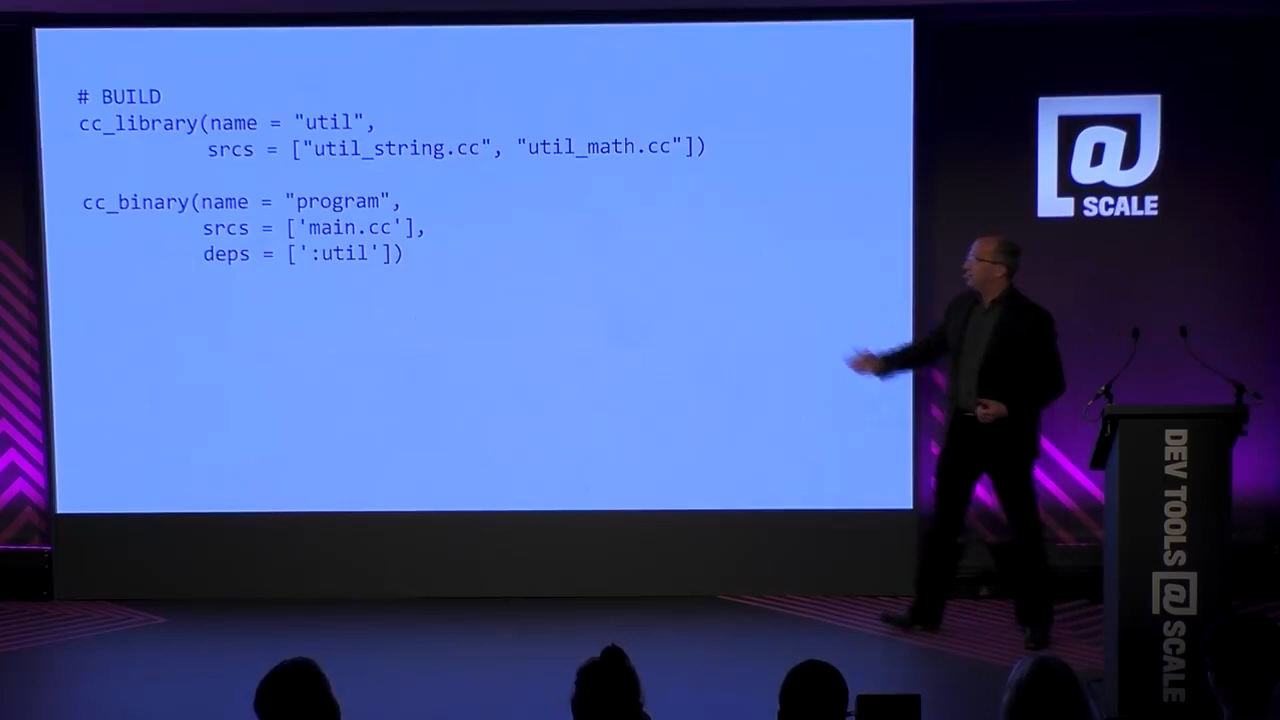 # BUILD
cc_library(name = "util",
srcs = ["util_string.cc", "util_math.cc"])
cc_binary(name = "program",
srcs = ['main.cc'],
deps = [':util'])
@
SCALE
DEV TOOLS @ SCALE